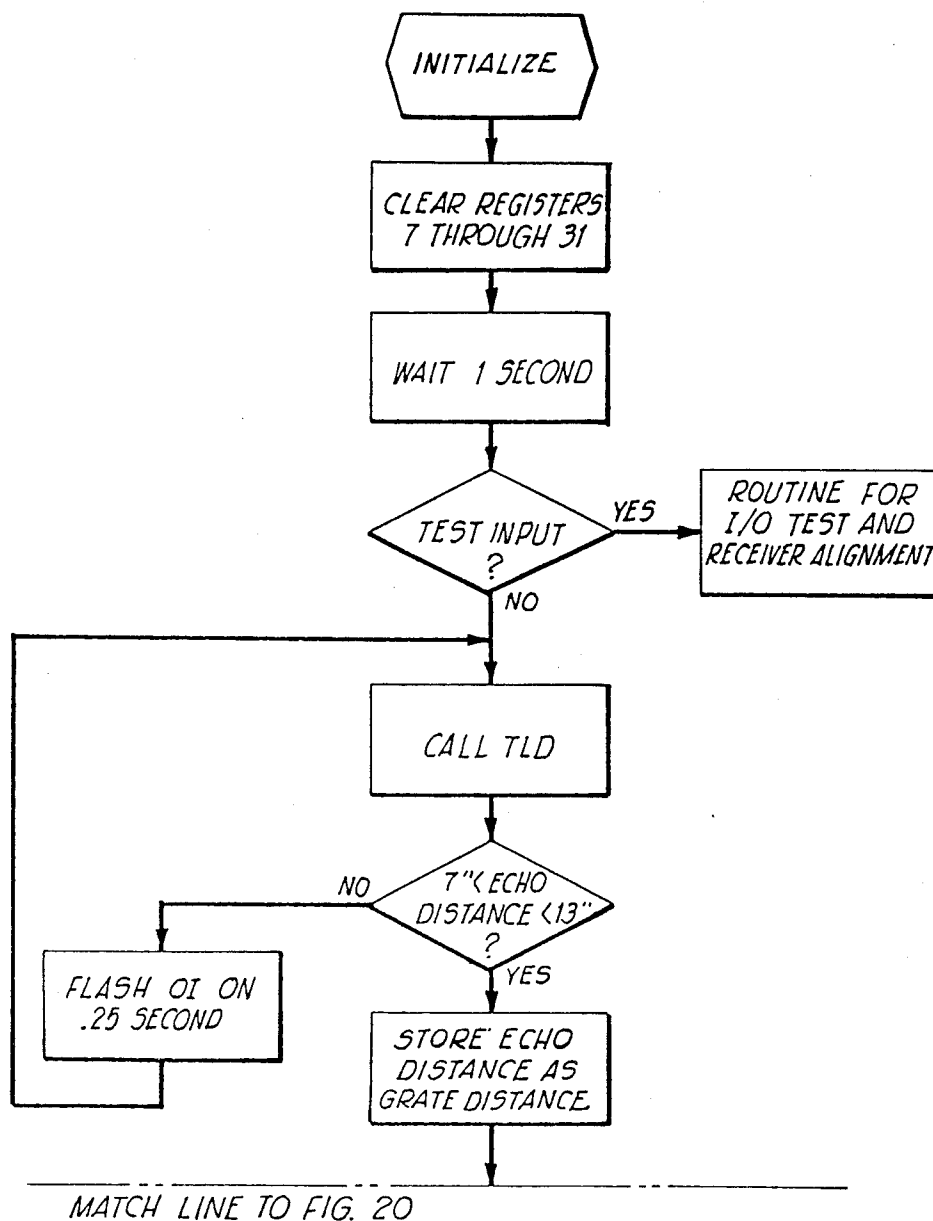 INITIALIZE
CLEAR REGISTERS
7 THROUGH 31
WAIT 1 SECOND
TEST INPUT
?
YES
ROUTINE FOR
I/O TEST AND
RECEIVER ALIGNMENT
NO
CALL TLD
7"< ECHO
DISTANCE <13"
?
NO
YES
FLASH OI ON
.25 SECOND
STORE ECHO
DISTANCE AS
GRATE DISTANCE.
MATCH LINE TO FIG. 20